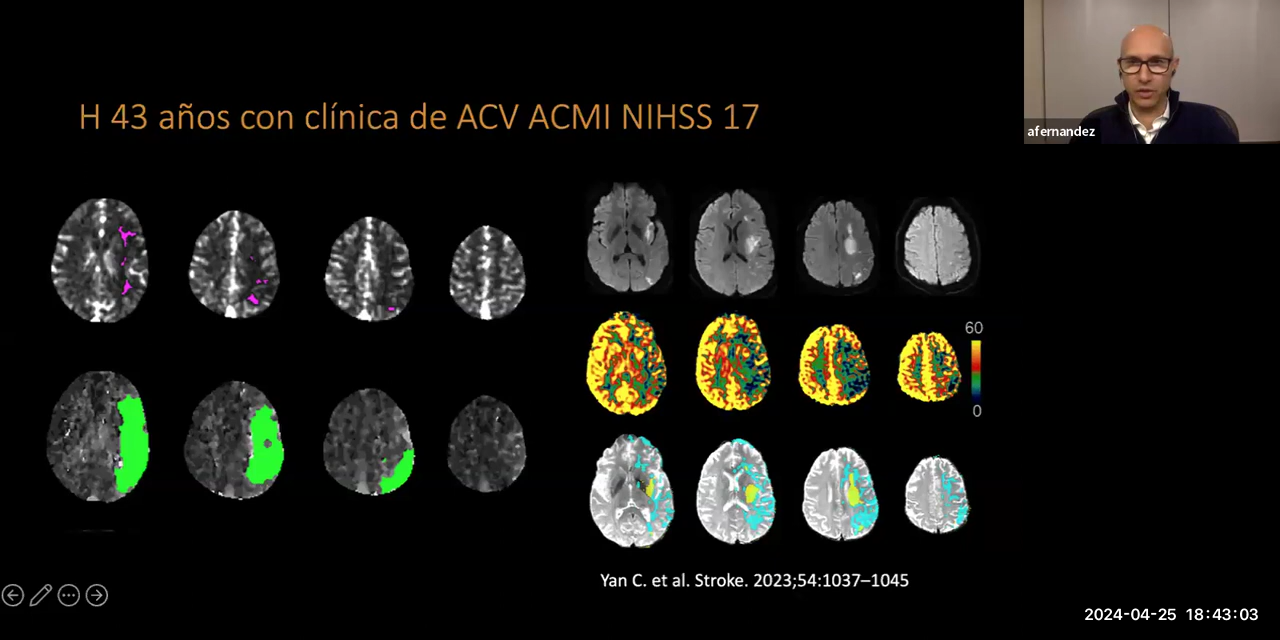 afernandez
H 43 años con clínica de ACV ACMI NIHSS 17
60
0
Yan C. et al. Stroke. 2023;54:1037–1045
2024-04-25 18:43:03